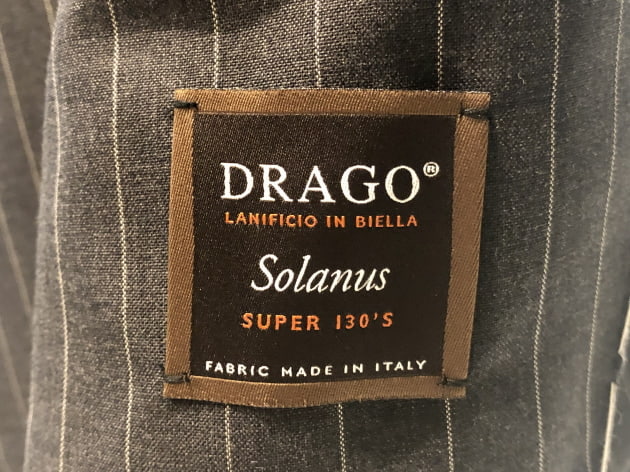 DRAGO®
LANIFICIO IN BIELLA
Solanus
SUPER 130'S
FABRIC MADE IN ITALY